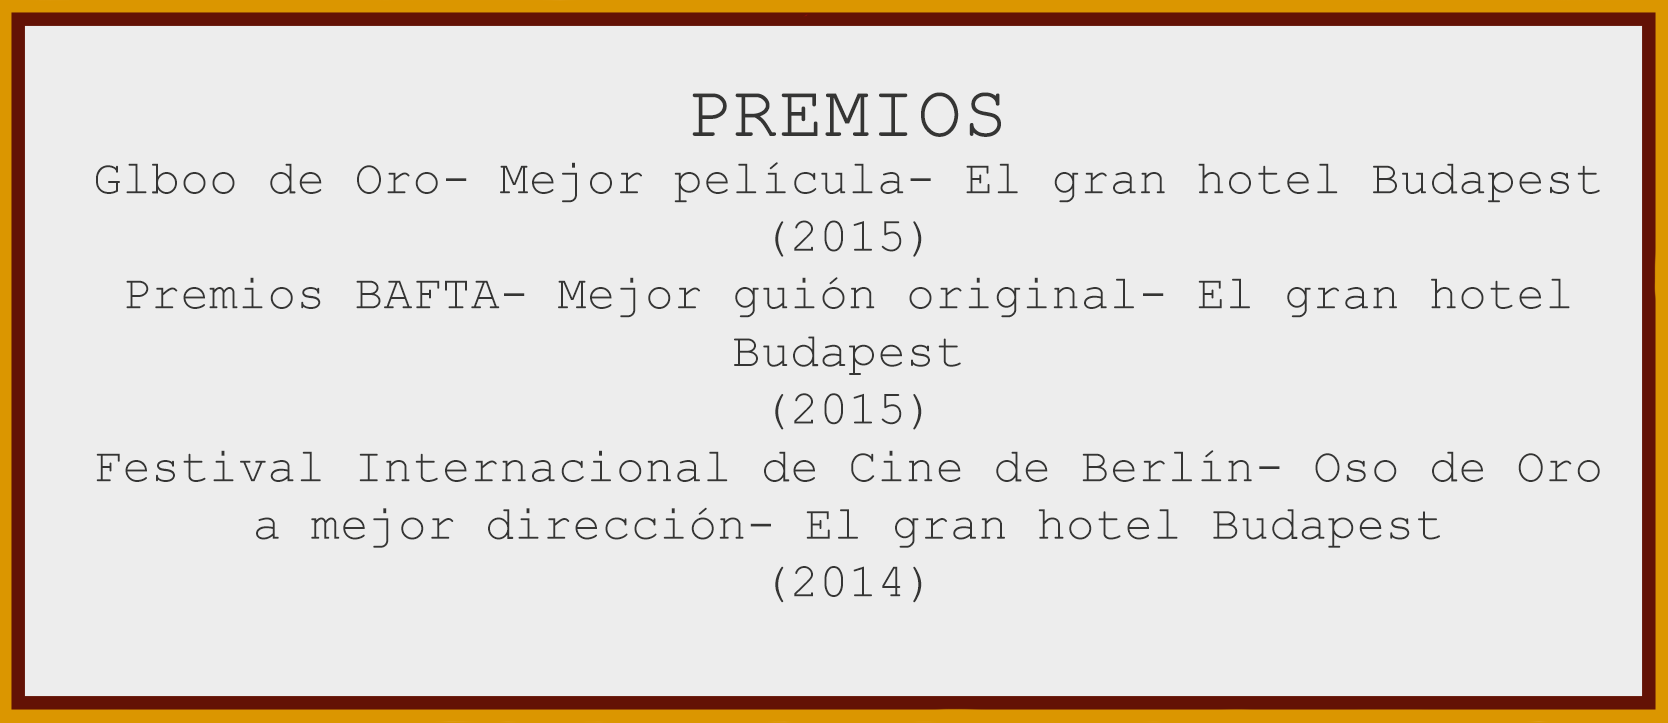 PREMIOS
Glboo de Oro- Mejor película- El gran hotel Budapest
(2015)
Premios BAFTA- Mejor guión original- El gran hotel
Budapest
(2015)
Festival Internacional de Cine de Berlín- Oso de Oro
a mejor dirección- El gran hotel Budapest
(2014)